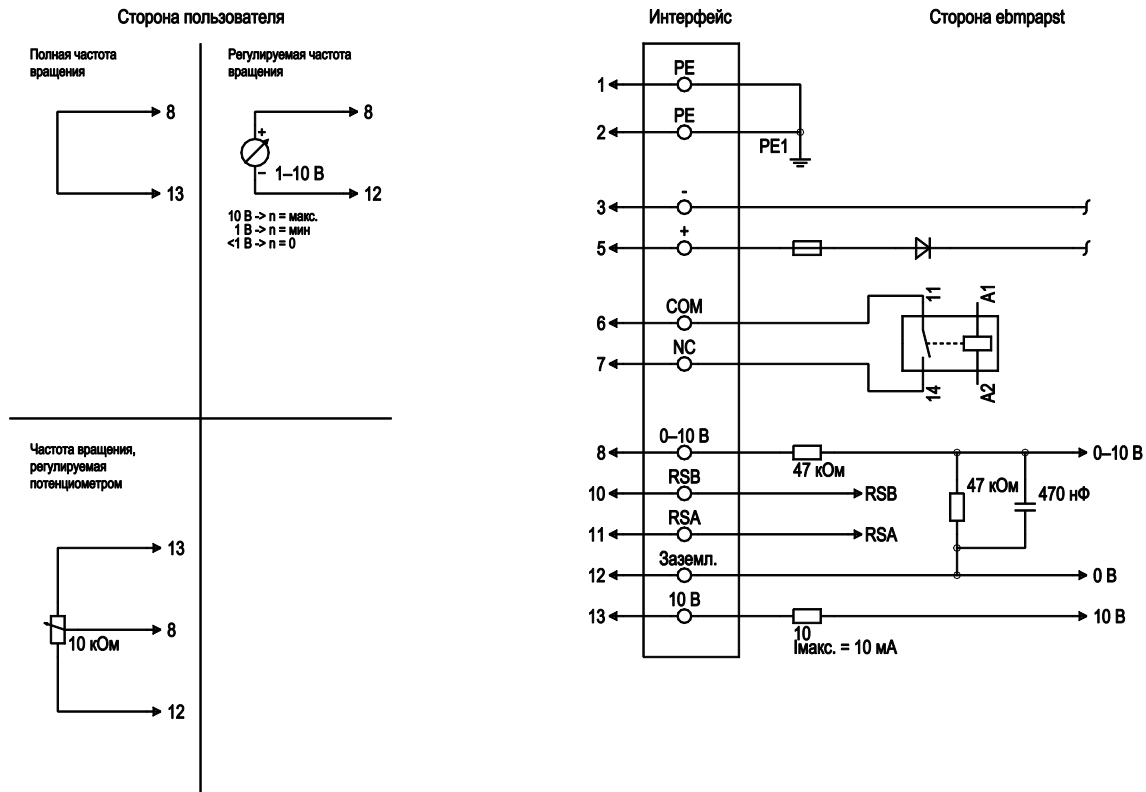 Сторона пользователя
Интерфейс
Сторона ebmpapst
Полная частота
вращения
8
13
Регулируемая частота
вращения
8
+
–
1–10 В
12
10 В -> n = макс.
1 В -> n = мин
<1 В -> n = 0
Частота вращения,
регулируемая
потенциометром
13
8
10 кОм
12
1
PE
2
PE
PE1
3
-
5
+
6
COM
7
NC
11
14
A1
A2
8
0–10 В
47 кОм
0–10 В
10
RSB
RSB
47 кОм
470 нФ
11
RSA
RSA
12
Заземл.
0 В
13
10 В
10
Iмакс. = 10 мА
10 В